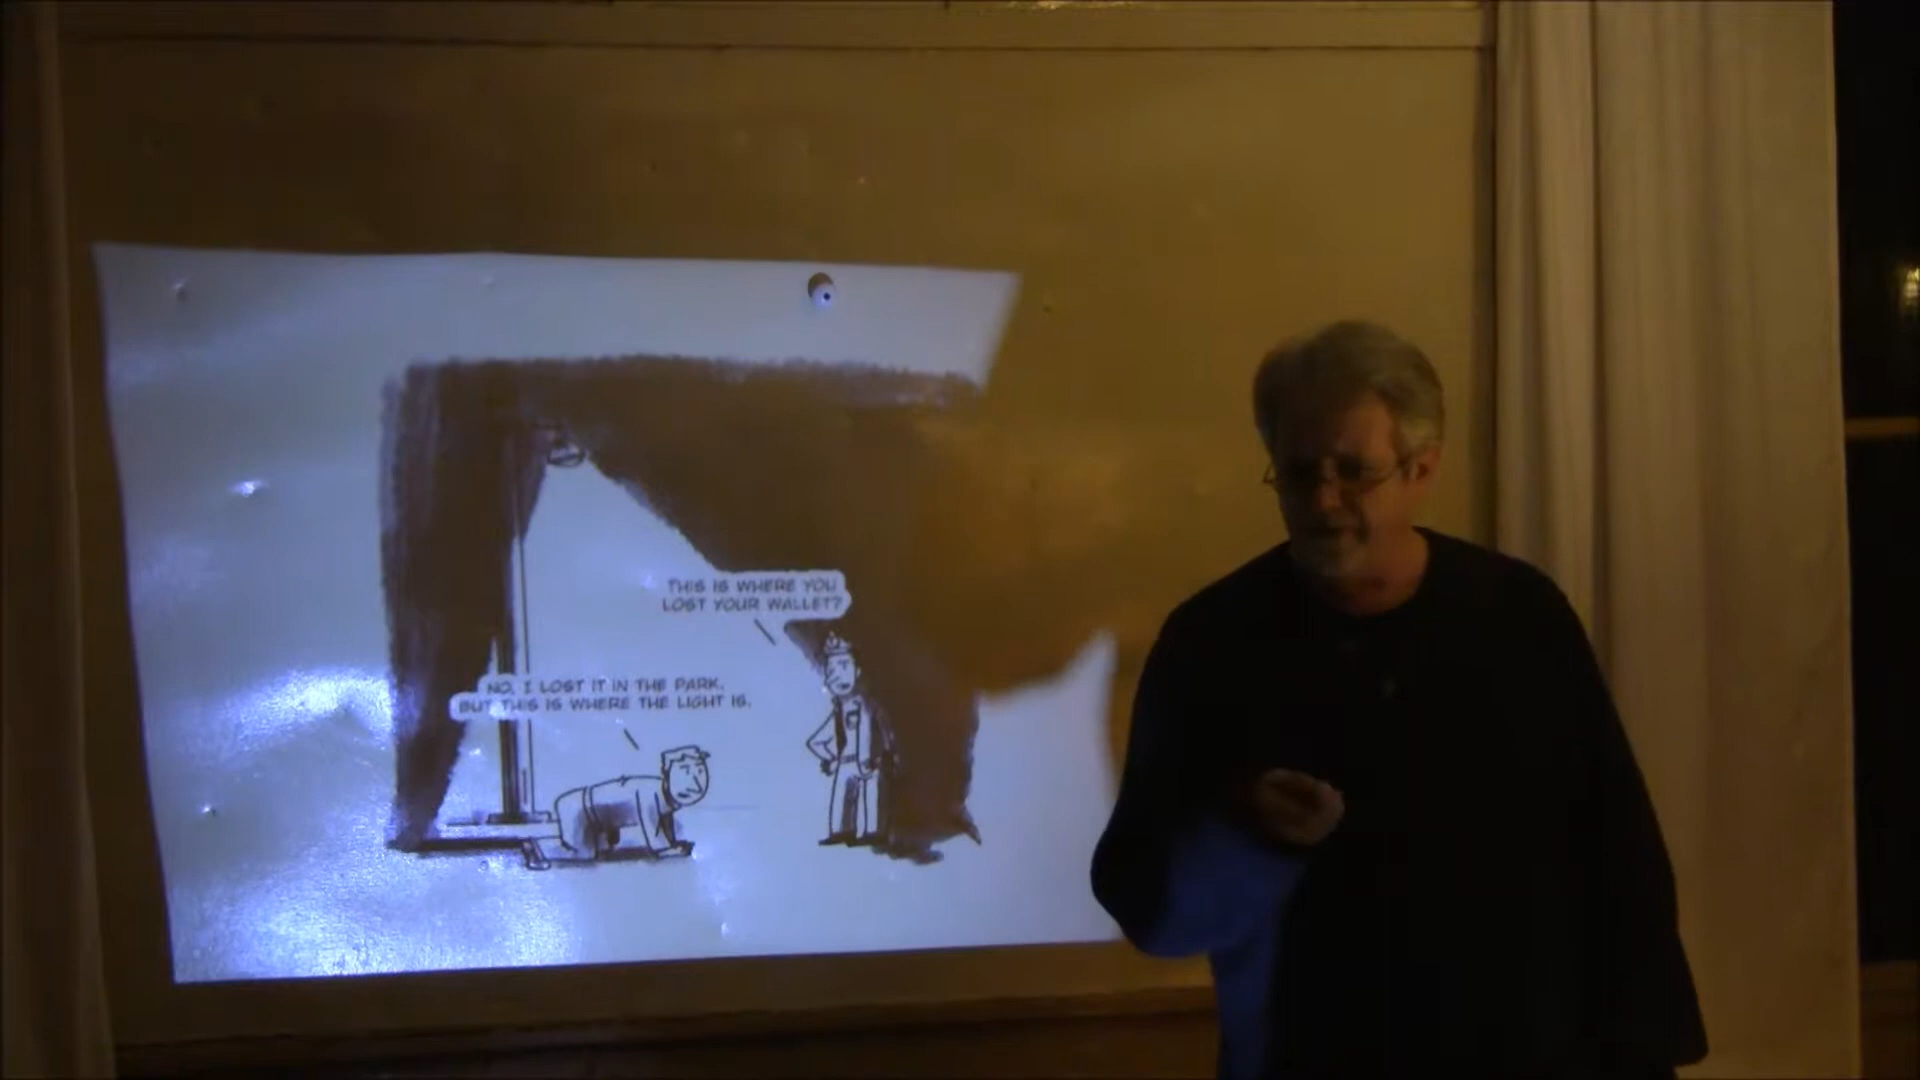 THIS IS WHERE YOU
LOST YOUR WALLET?
NO, I LOST IT IN THE PARK.
BUT THIS IS WHERE THE LIGHT IS.